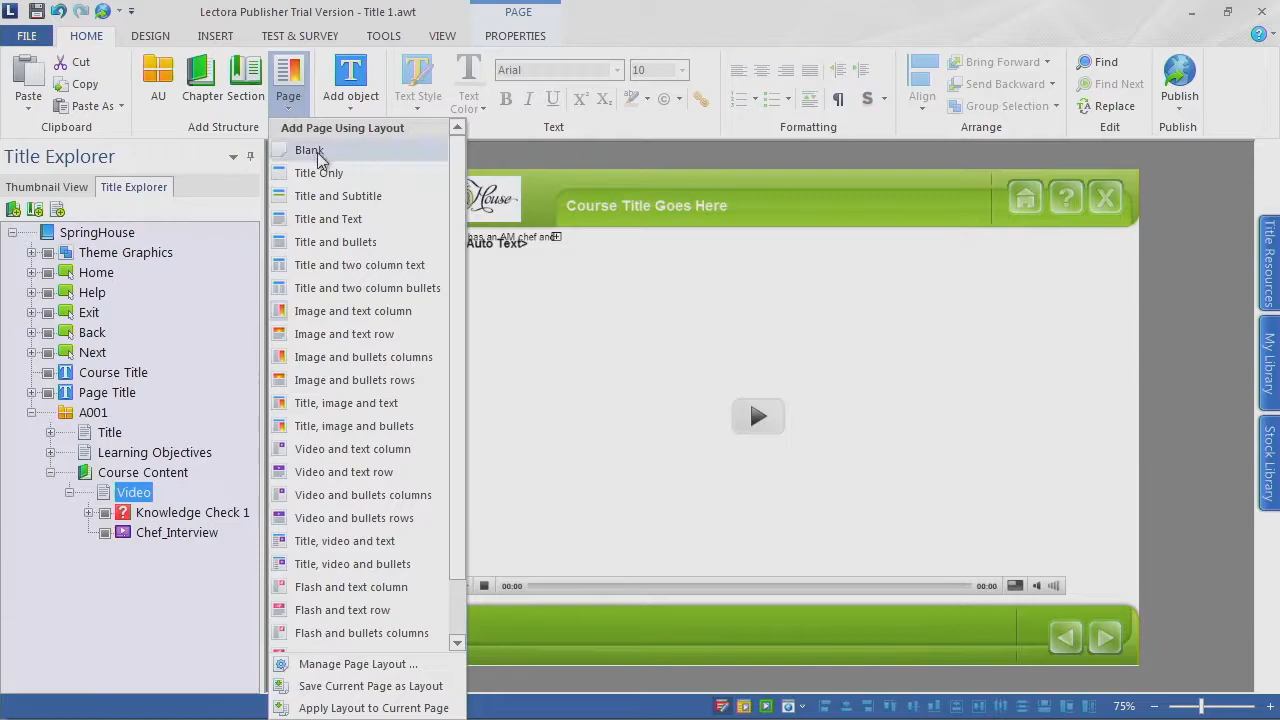 Lectora Publisher Trial Version - Title 1.awt
PAGE
FILE HOME DESIGN INSERT TEST & SURVEY TOOLS VIEW PROPERTIES
Paste
Cut
Copy
Paste As
Clipboard
AU Chapter Section
Add Structure
Page
Add object
Text Style
Text Color
Arial 10
B I U X² X₂
Text
Formatting
Align
Forward
Send Backward
Group Selection
Arrange
Find
Find Next
Replace
Edit
Publish
Publish
Title Explorer
Thumbnail View Title Explorer
SpringHouse
Theme Graphics
Home
Exit
Back
Next
Course Title
Page Title
A001
Title
Learning Objectives
Course Content
Video
Knowledge Check 1
Chef_Interview
Add Page Using Layout
Blank
Title Only
Title and Subtitle
Title and Text
Title and bullets
Title and two column text
Title and two column bullets
Image and text column
Image and text row
Image and bullets columns
Image and bullets rows
Title, image and text
Title, image and bullets
Video and text column
Video and text row
Video and bullets columns
Video and bullets rows
Title, video and text
Title, video and bullets
Flash and text column
Flash and text row
Flash and bullets columns
Manage Page Layout ...
Save Current Page as Layout
Apply Layout to Current Page
House
Course Title Goes Here
has an AM chef and
Auto Text>
00:00
Title Resources
My Library
Stock Library
75%